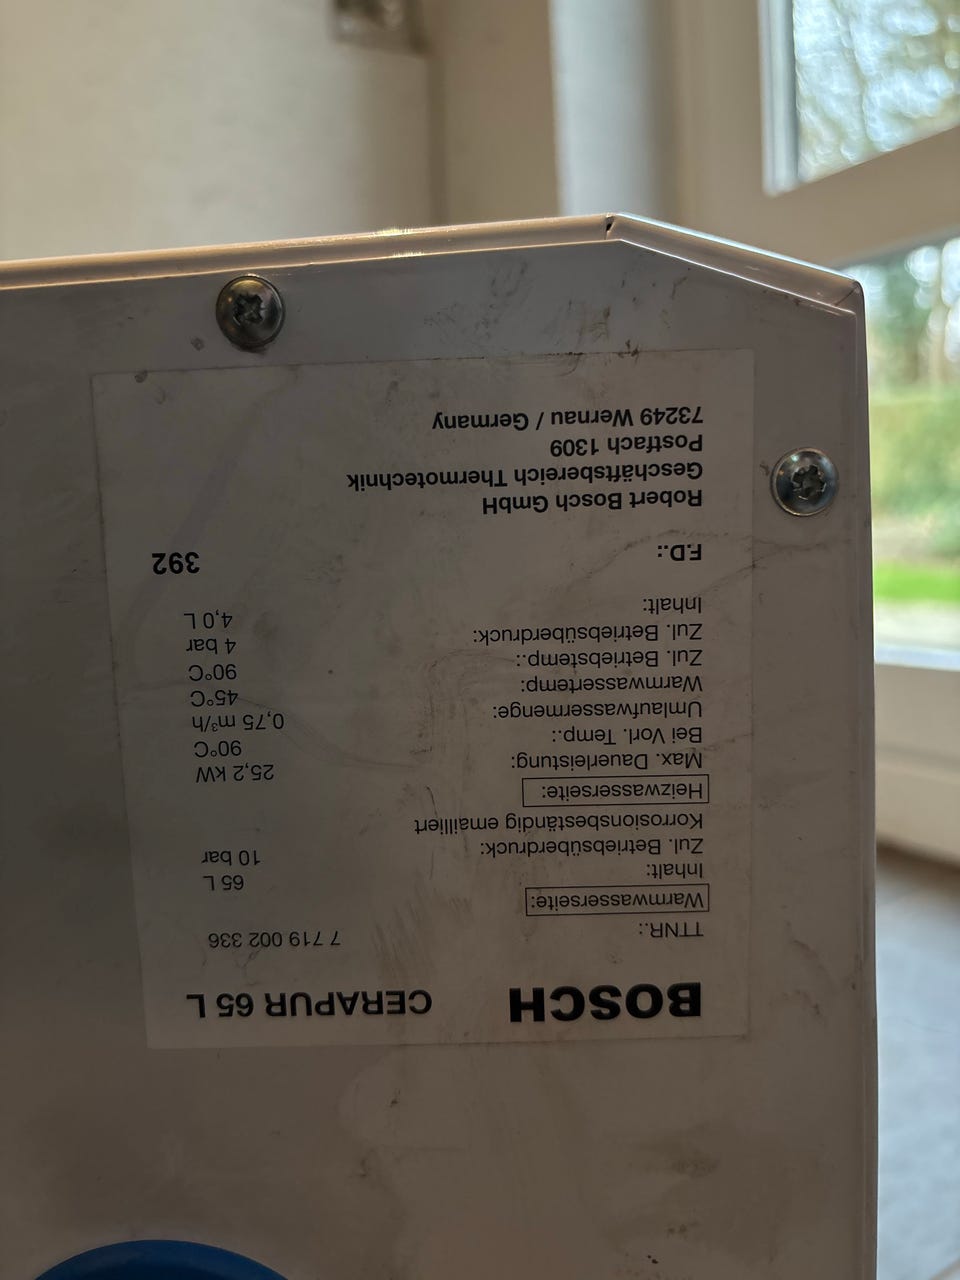 BOSCH CERAPUR 65 L
TTNR.: 7 719 002 336
Warmwasserseite:
Inhalt: 65 L
Zul. Betriebsüberdruck: 10 bar
Korrosionsbeständig emailliert
Heizwasserseite:
Max. Dauerleistung: 25,2 kW
Bei Vorl. Temp.: 90°C
Umlaufwassermenge: 0,75 m³/h
Warmwassertemp: 45°C
Zul. Betriebstemp.: 90°C
Zul. Betriebsüberdruck: 4 bar
Inhalt: 4,0 L
F.D.: 392
Robert Bosch GmbH
Geschäftsbereich Thermotechnik
Postfach 1309
73249 Wernau / Germany